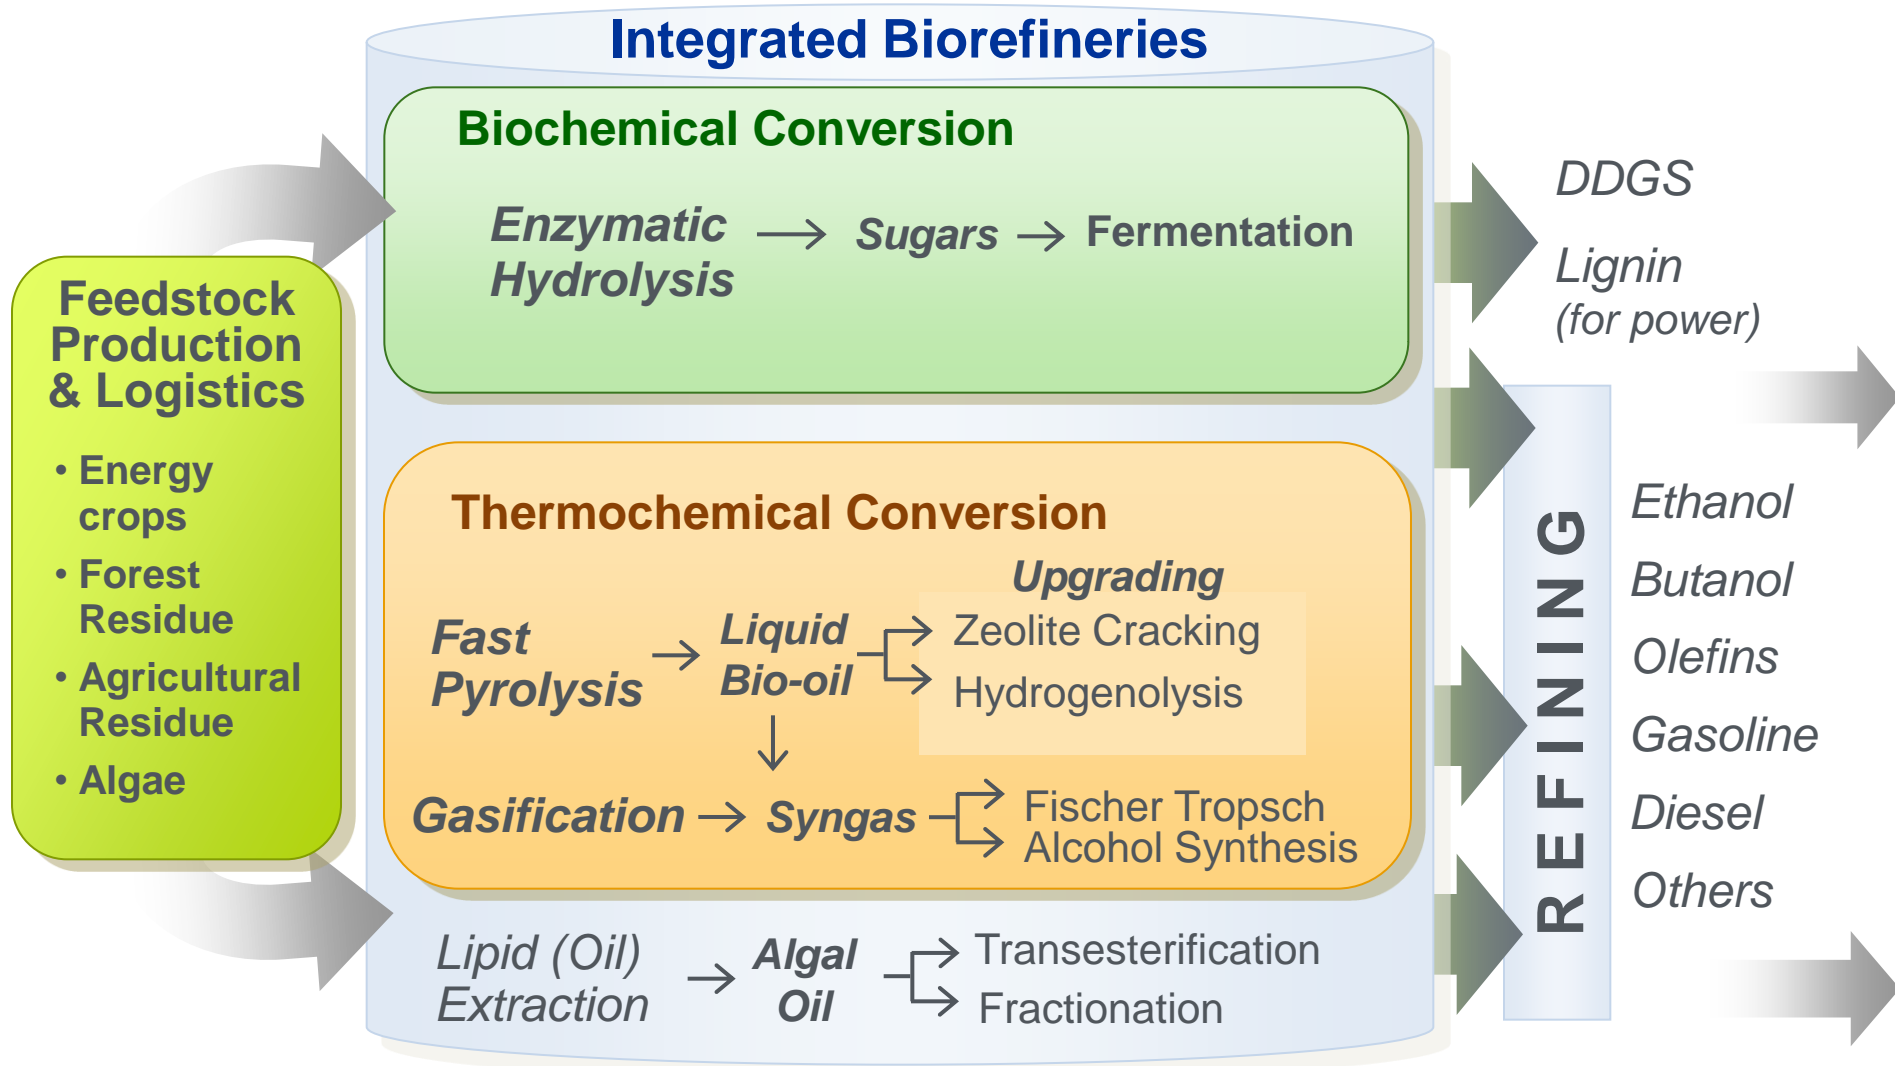 Integrated Biorefineries
Feedstock
Production
& Logistics
• Energy
crops
• Forest
Residue
• Agricultural
Residue
• Algae
Biochemical Conversion
Enzymatic
Hydrolysis
Sugars
Fermentation
Thermochemical Conversion
Upgrading
Fast
Pyrolysis
Liquid
Bio-oil
Zeolite Cracking
Hydrogenolysis
Gasification
Syngas
Fischer Tropsch
Alcohol Synthesis
Lipid (Oil)
Extraction
Algal
Oil
Transesterification
Fractionation
DDGS
Lignin
(for power)
REFINING
Ethanol
Butanol
Olefins
Gasoline
Diesel
Others